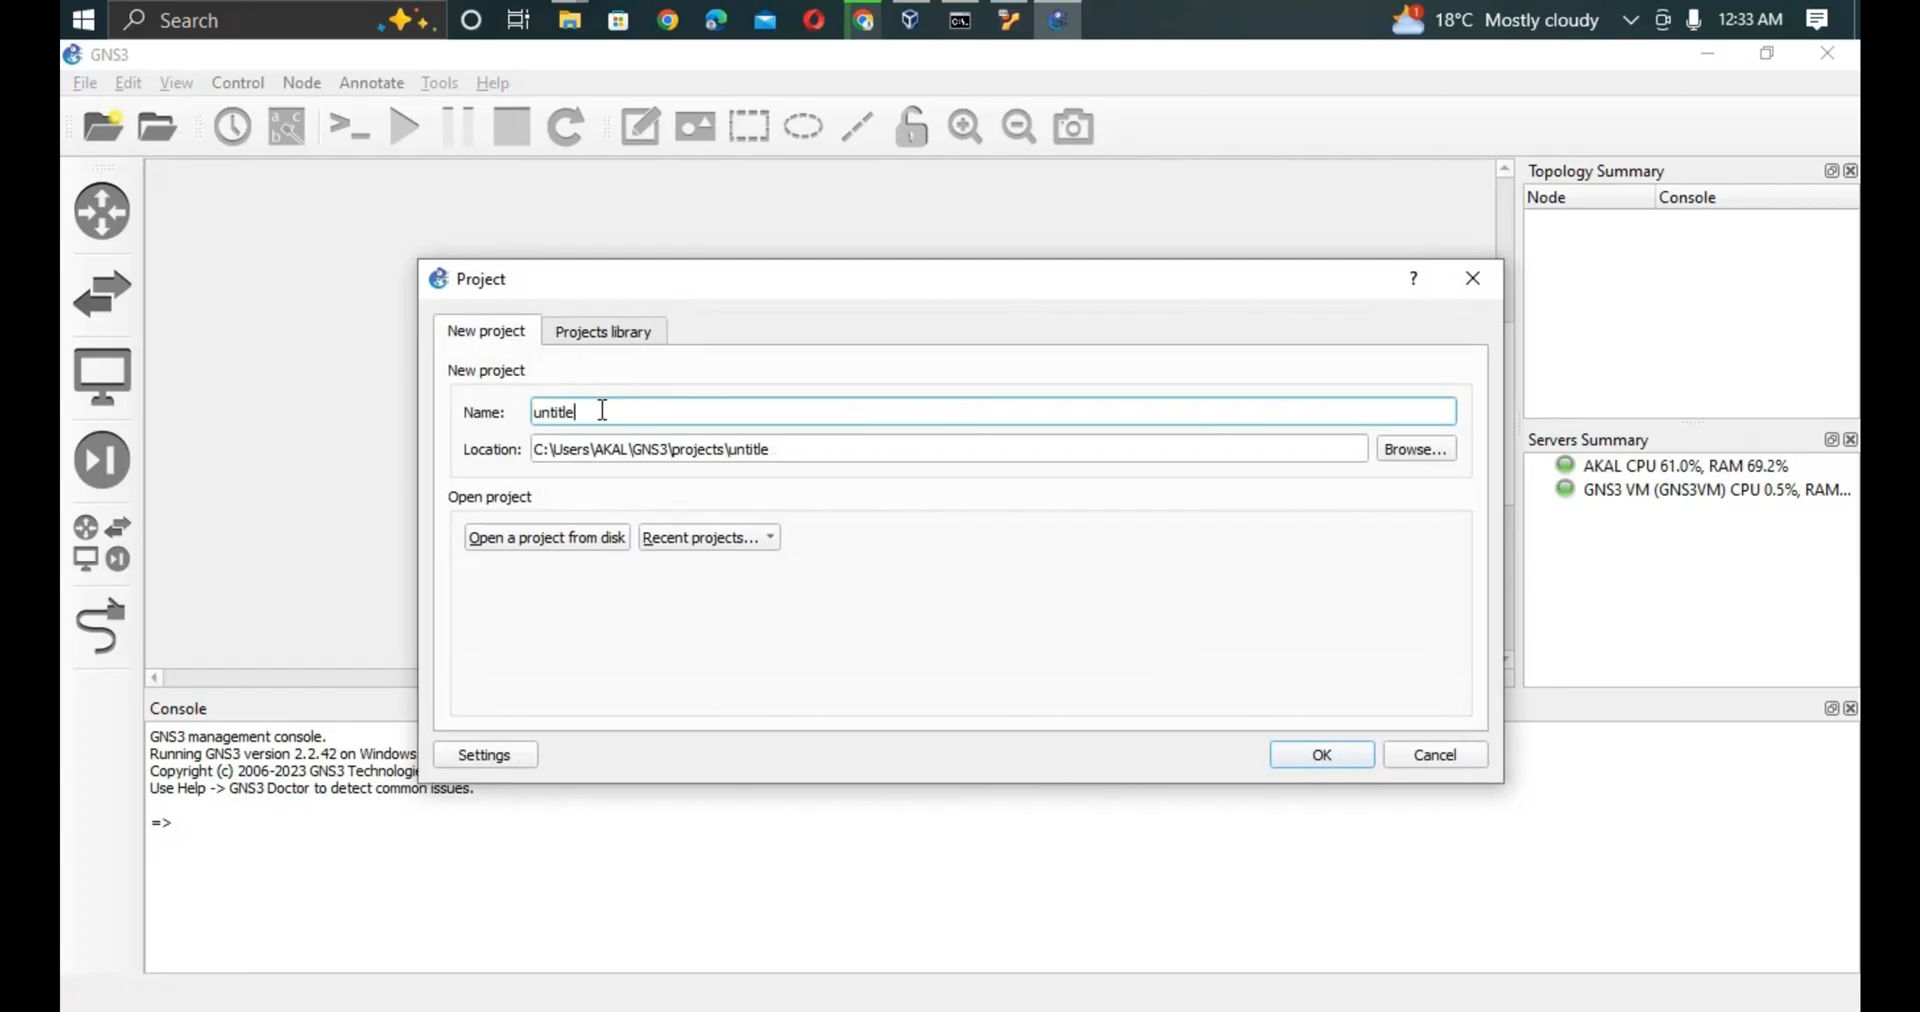 Search
18°C Mostly cloudy
12:33 AM
GNS3
File Edit View Control Node Annotate Tools Help
Topology Summary
Node Console
Project
New project Projects library
New project
Name: untitle
Location: C:\Users\AKAL\GNS3\projects\untitle Browse...
Open project
Open a project from disk Recent projects...
Settings OK Cancel
Servers Summary
AKAL CPU 61.0%, RAM 69.2%
GNS3 VM (GNS3VM) CPU 0.5%, RAM...
Console
GNS3 management console.
Running GNS3 version 2.2.42 on Windows
Copyright (c) 2006-2023 GNS3 Technologie
Use Help -> GNS3 Doctor to detect common issues.
=>